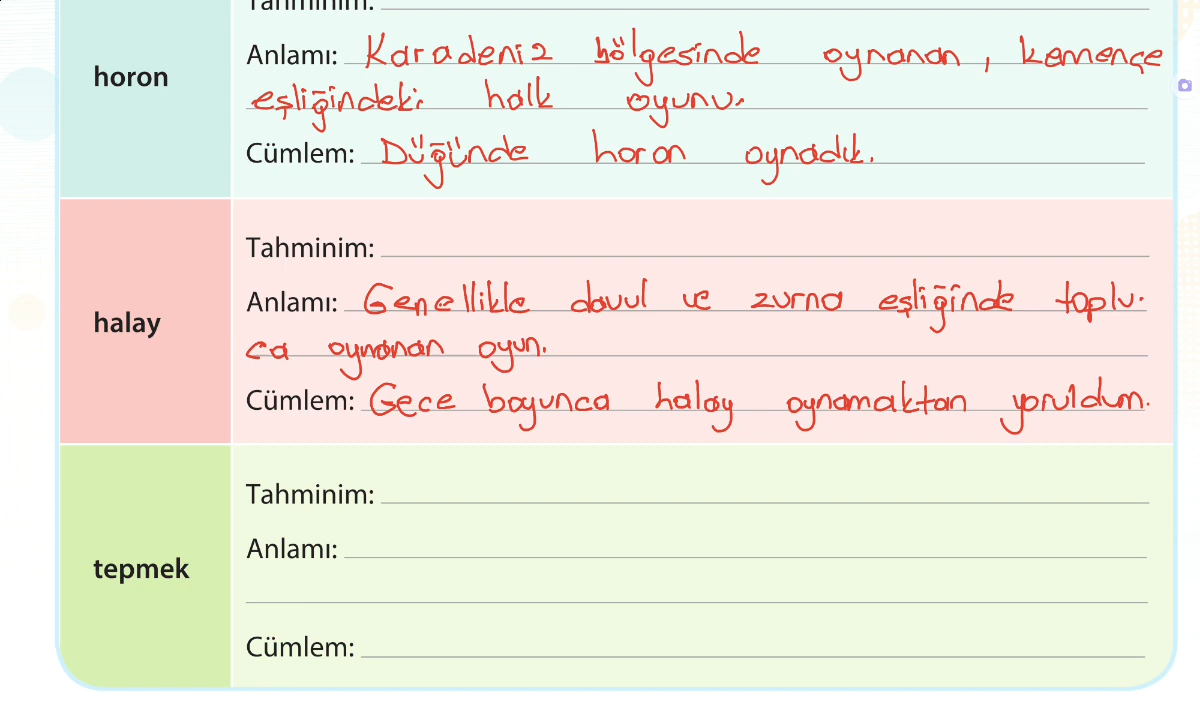 Tahminim:
Anlamı: Karadeniz bölgesinde oynanan, kemençe
horon
eşliğindeki halk oyunu.
Cümlem: Düğünde horon oynadık.
Tahminim:
Anlamı: Genellikle davul ve zurna eşliğinde toplu-
halay
ca oynanan oyun.
Cümlem: Gece boyunca halay oynamaktan yoruldum.
Tahminim:
Anlamı:
tepmek
Cümlem: